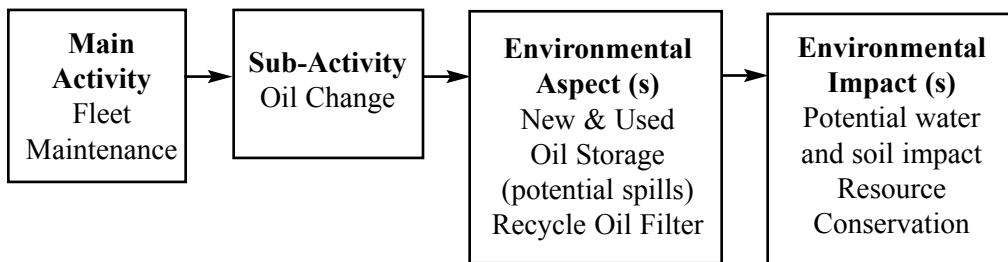 Main
Activity
Fleet
Maintenance
Sub-Activity
Oil Change
Environmental
Aspect (s)
New & Used
Oil Storage
(potential spills)
Recycle Oil Filter
Environmental
Impact (s)
Potential water
and soil impact
Resource
Conservation